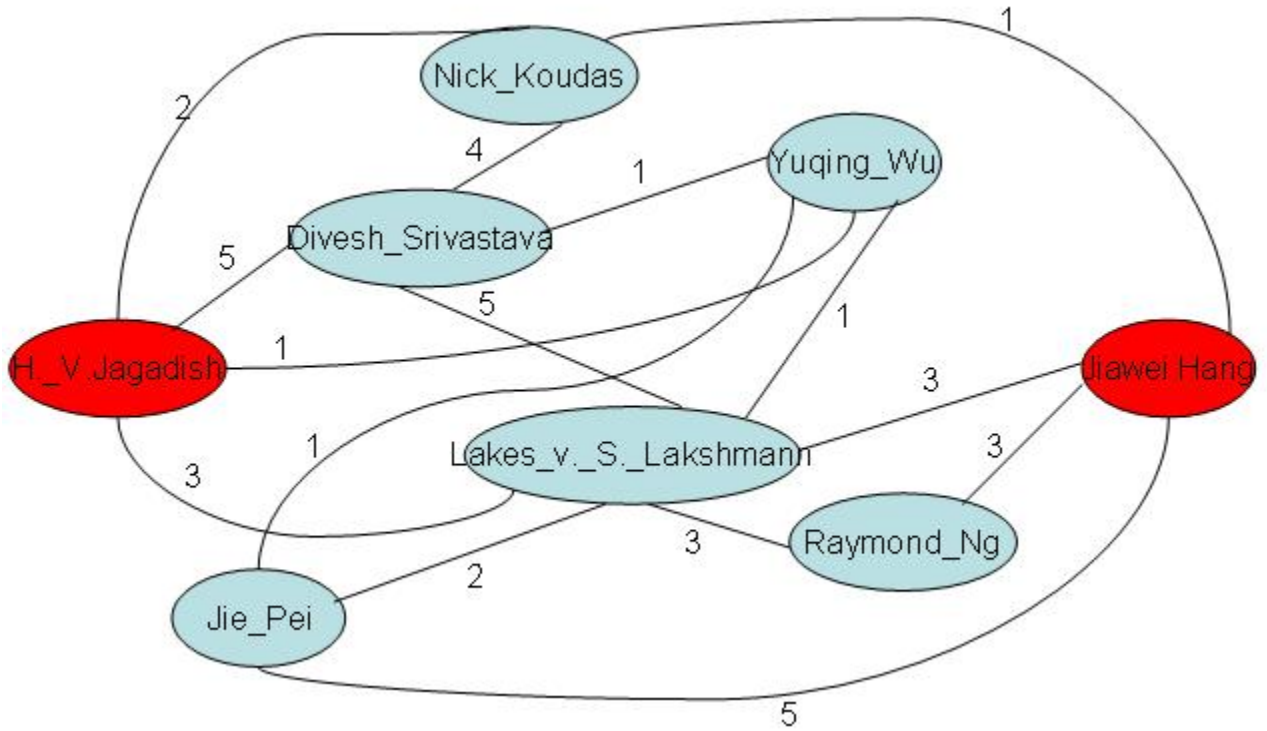 1
2
Nick_Koudas
4
1
Yuqing_Wu
Divesh_Srivastava
5
5
1
1
H._V.Jagadish
Jiawei Hang
3
1
3
Lakes_v._S._Lakshmann
3
3
Raymond_Ng
2
Jie_Pei
5